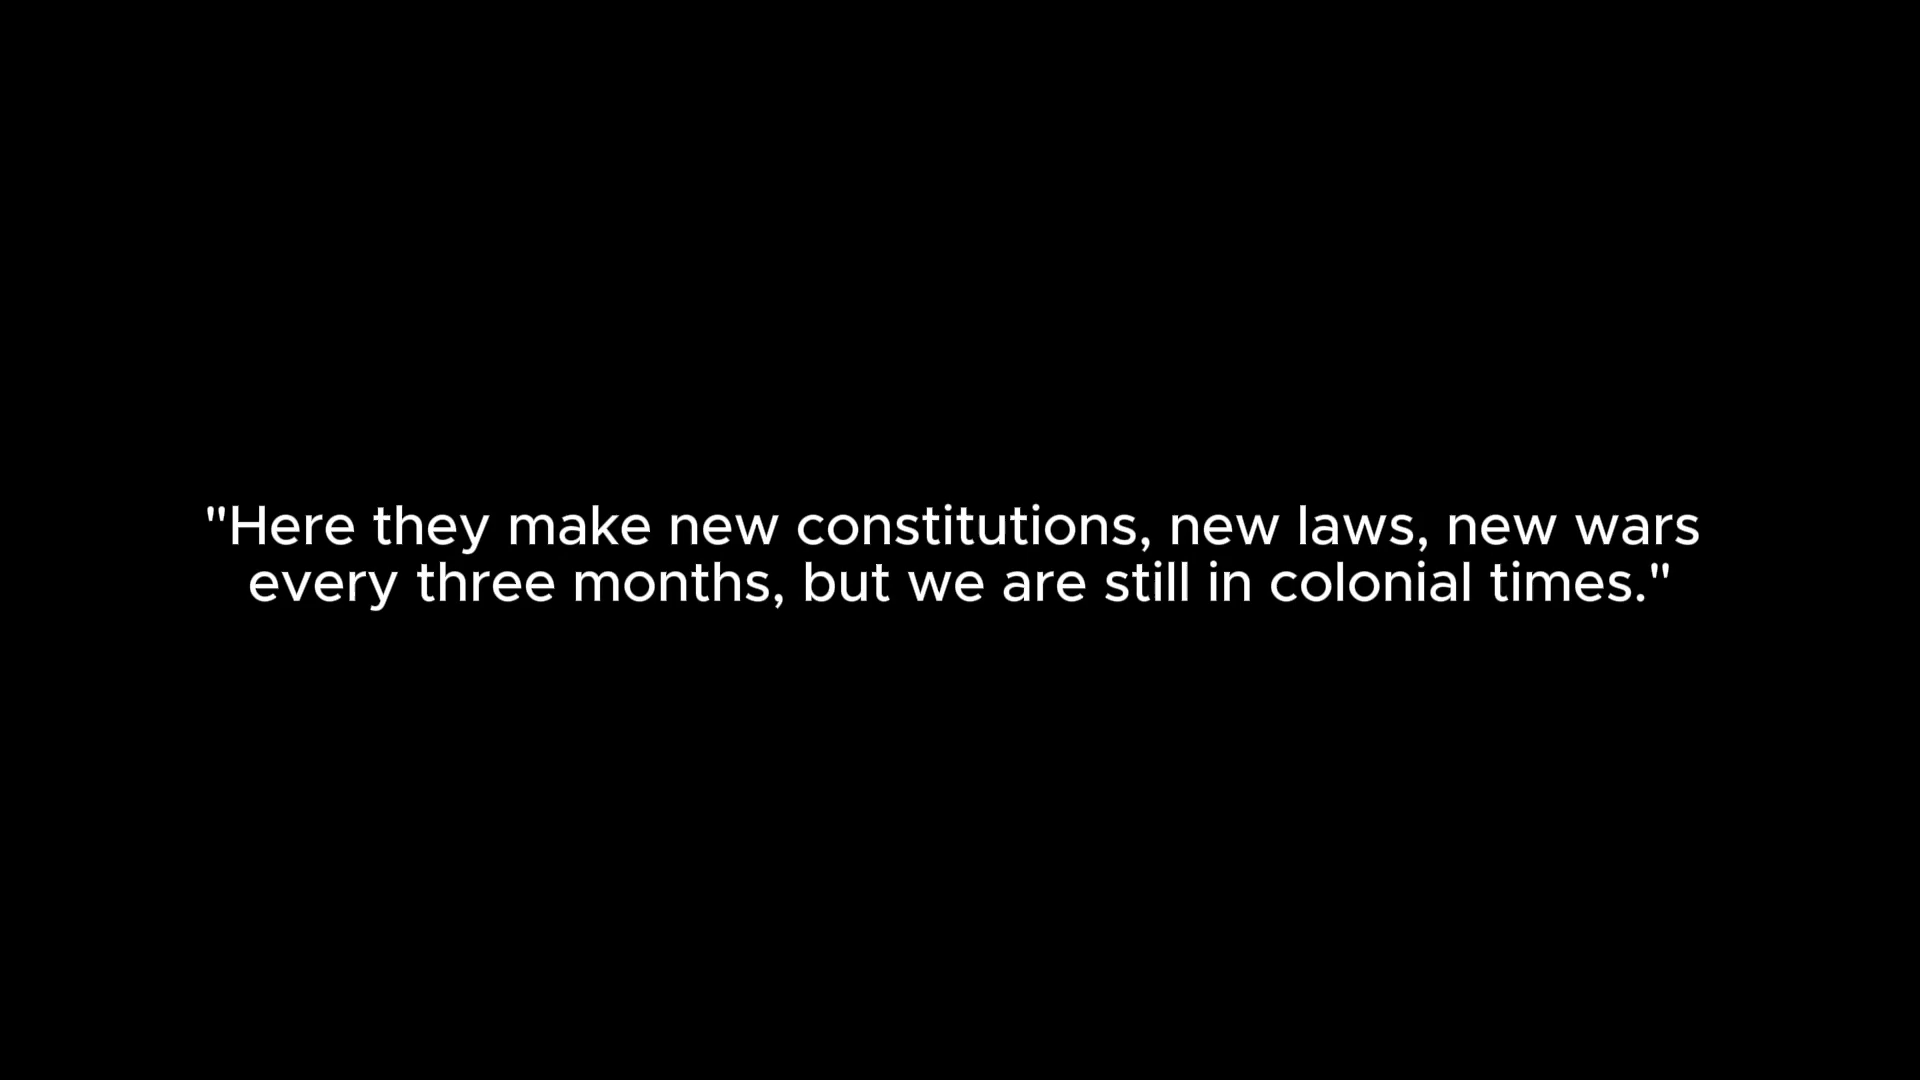 "Here they make new constitutions, new laws, new wars
every three months, but we are still in colonial times."